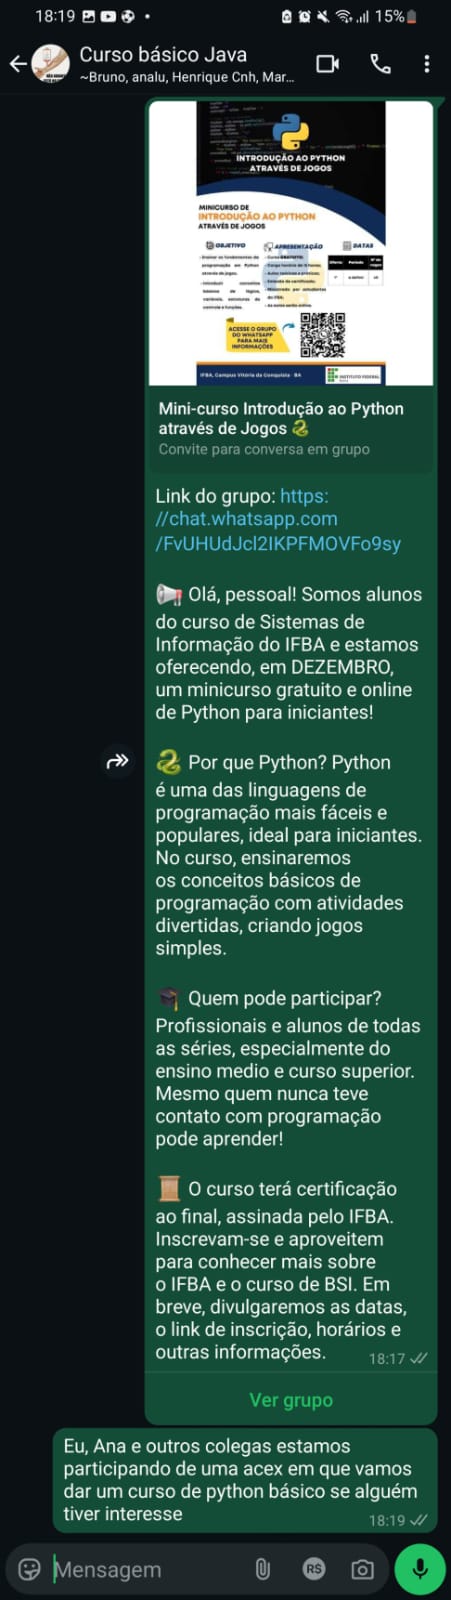 18:19
15%
Curso básico Java
~Bruno, analu, Henrique Cnh, Mar...
INTRODUÇÃO AO PYTHON
ATRAVÉS DE JOGOS
MINICURSO DE
INTRODUÇÃO AO PYTHON
ATRAVÉS DE JOGOS
OBJETIVO
APRESENTAÇÃO
DATAS
ACESSE O GRUPO
DO WHATSAPP
PARA MAIS
INFORMAÇÕES
IFBA, Campus Vitória da Conquista - BA
INSTITUTO FEDERAL
Mini-curso Introdução ao Python
através de Jogos 🐍
Convite para conversa em grupo
Link do grupo: https:
//chat.whatsapp.com
/FvUHUdJcl2IKPFMOVFo9sy
📢 Olá, pessoal! Somos alunos
do curso de Sistemas de
Informação do IFBA e estamos
oferecendo, em DEZEMBRO,
um minicurso gratuito e online
de Python para iniciantes!
🐍 Por que Python? Python
é uma das linguagens de
programação mais fáceis e
populares, ideal para iniciantes.
No curso, ensinaremos
os conceitos básicos de
programação com atividades
divertidas, criando jogos
simples.
🎓 Quem pode participar?
Profissionais e alunos de todas
as séries, especialmente do
ensino medio e curso superior.
Mesmo quem nunca teve
contato com programação
pode aprender!
📜 O curso terá certificação
ao final, assinada pelo IFBA.
Inscrevam-se e aproveitem
para conhecer mais sobre
o IFBA e o curso de BSI. Em
breve, divulgaremos as datas,
o link de inscrição, horários e
outras informações.
18:17
Ver grupo
Eu, Ana e outros colegas estamos
participando de uma acex em que vamos
dar um curso de python básico se alguém
tiver interesse
18:19
Mensagem
R$